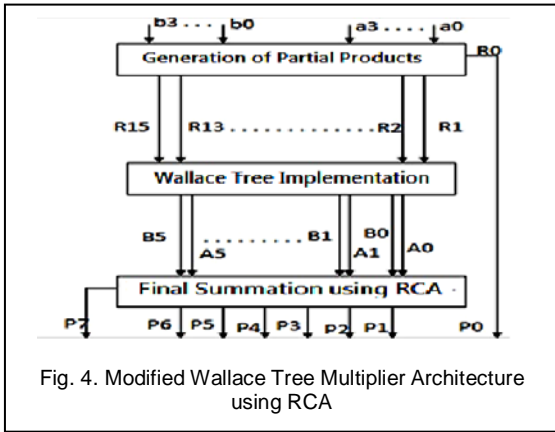 b3.... b0 a3.... a0
R0
Generation of Partial Products
R15 R13 . . . . . . . . . . . . . . . . . R2 R1
Wallace Tree Implementation
B5 . . . . . . . . . B1 B0
A5 A1 A0
Final Summation using RCA
P7 P6 P5 P4 P3 P2 P1 P0
Fig. 4. Modified Wallace Tree Multiplier Architecture
using RCA